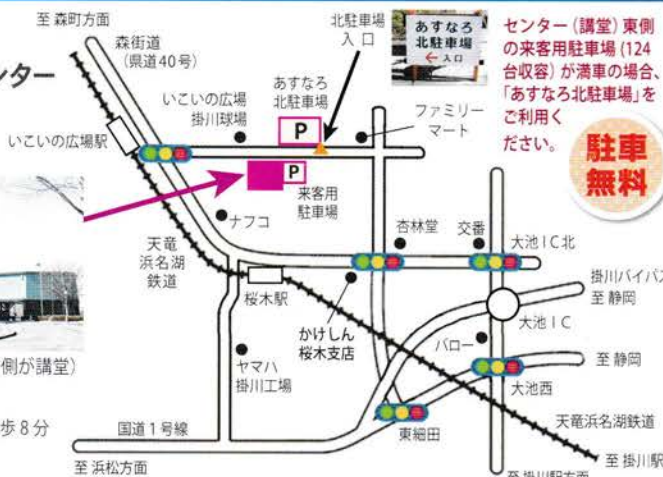 至 森町方面
森街道
（県道40号）
ンター
いこいの広場駅
いこいの広場
掛川球場
あすなろ
北駐車場
北駐車場
入 口
あすなろ
北駐車場
← 入口
ファミリー
マート
センター（講堂）東側
の来客用駐車場（124
台収容）が満車の場合、
「あすなろ北駐車場」を
ご利用く
ださい。
駐車
無料
P
P
来客用
駐車場
ナフコ
天竜
浜名湖
鉄道
桜木駅
杏林堂
交番
大池IC北
掛川バイパス
至 静岡
大池IC
かけしん
桜木支店
バロー
至 静岡
大池西
ヤマハ
掛川工場
側が講堂）
歩8分
国道1号線
東細田
天竜浜名湖鉄道
至 浜松方面
至 掛川駅
至 掛川駅方面